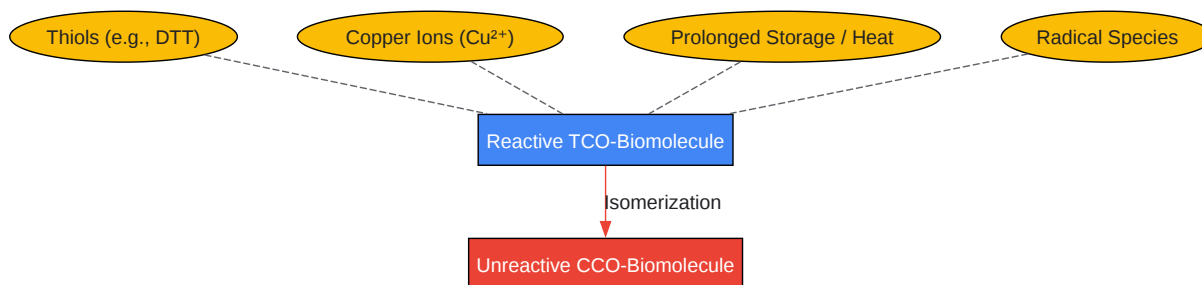 Thiols (e.g., DTT)
Copper Ions (Cu²⁺)
Prolonged Storage / Heat
Radical Species
Reactive TCO-Biomolecule
Isomerization
Unreactive CCO-Biomolecule